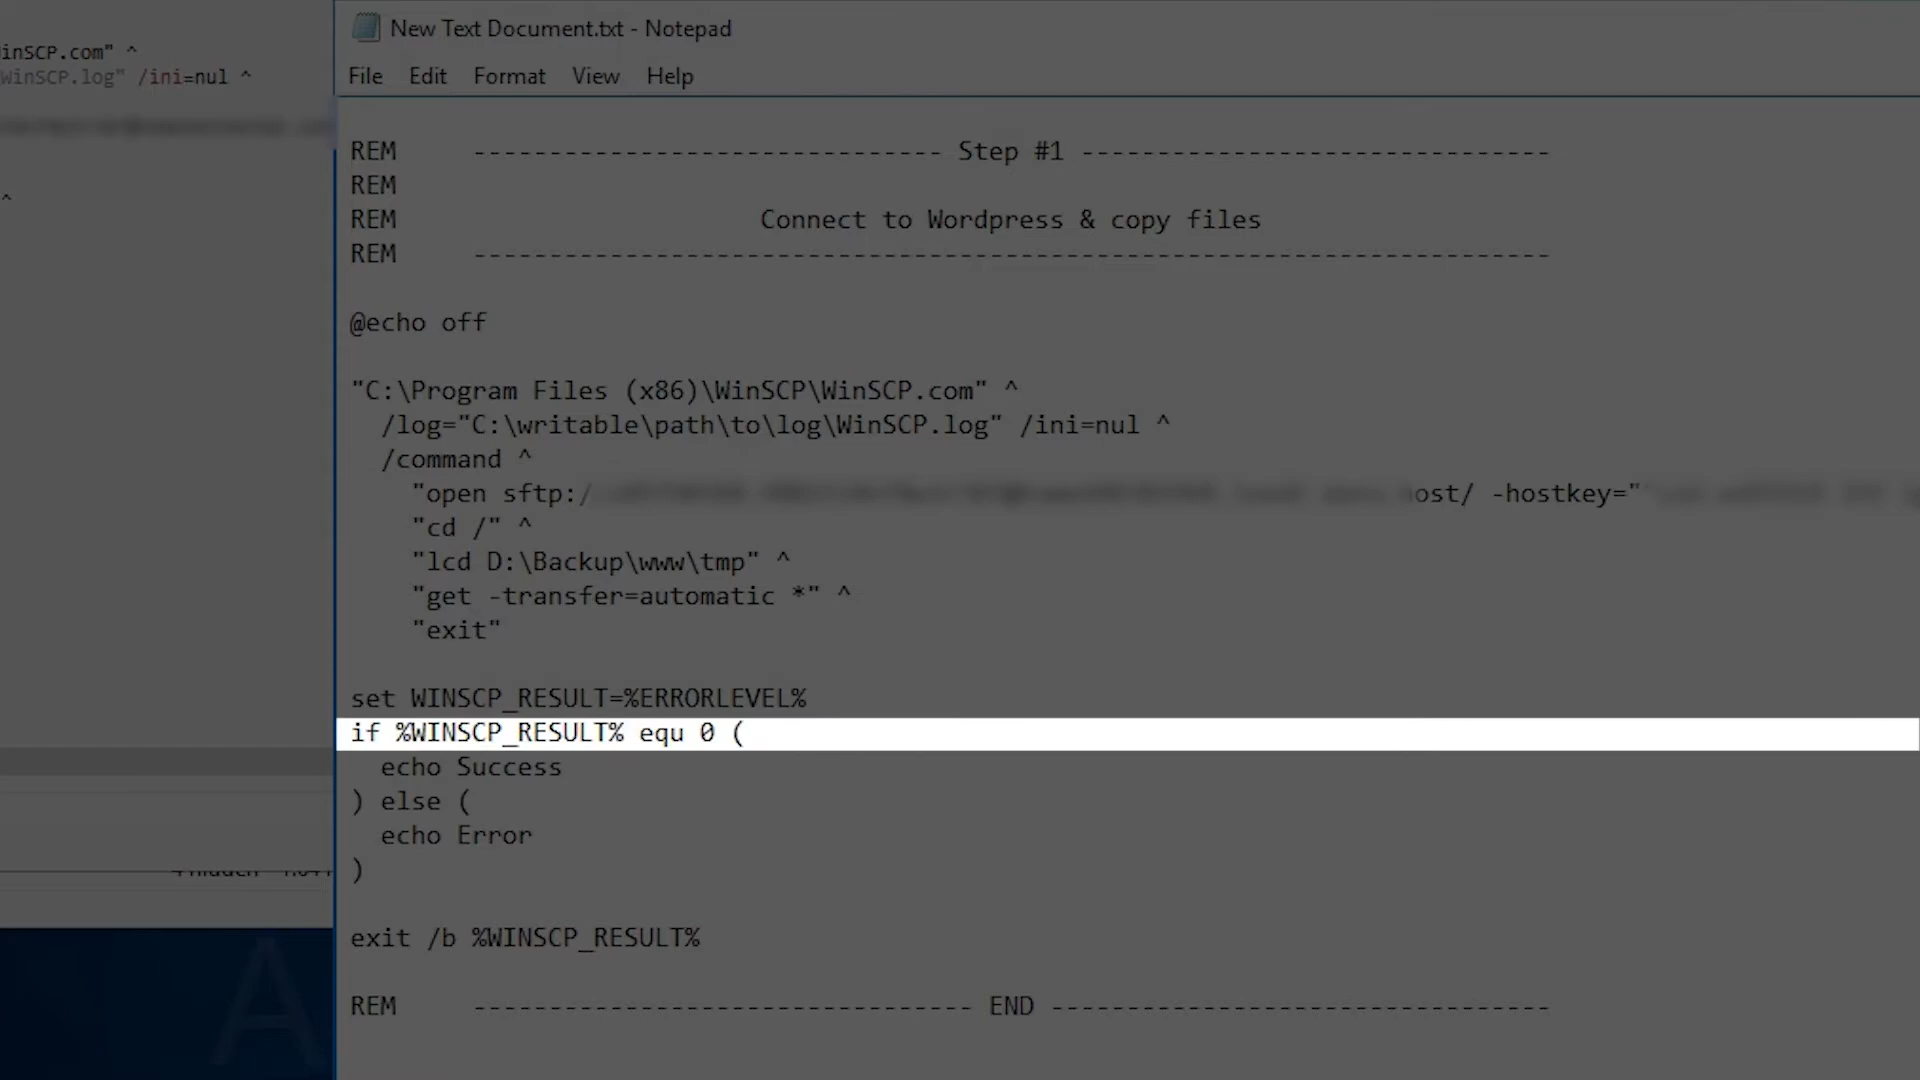 inSCP.com" ^
WinSCP.log" /ini=nul ^
^
New Text Document.txt - Notepad
File Edit Format View Help
REM ------------------------------- Step #1 -------------------------------
REM
REM Connect to Wordpress & copy files
REM -----------------------------------------------------------------------
@echo off
"C:\Program Files (x86)\WinSCP\WinSCP.com" ^
/log="C:\writable\path\to\log\WinSCP.log" /ini=nul ^
/command ^
"open sftp:/ ost/ -hostkey="
"cd /" ^
"lcd D:\Backup\www\tmp" ^
"get -transfer=automatic *" ^
"exit"
set WINSCP_RESULT=%ERRORLEVEL%
if %WINSCP_RESULT% equ 0 (
echo Success
) else (
echo Error
)
exit /b %WINSCP_RESULT%
REM --------------------------------- END ---------------------------------